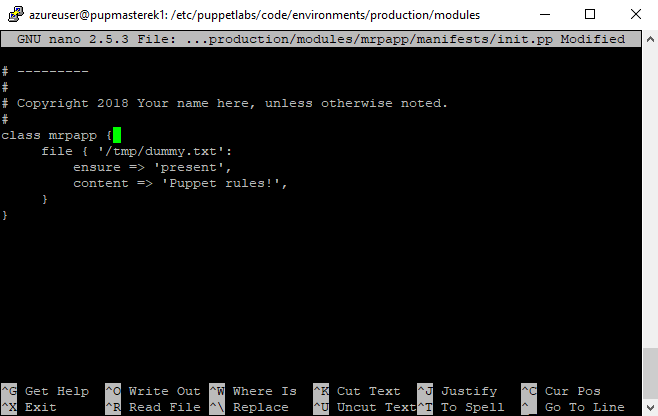 azureuser@pupmasterek1: /etc/puppetlabs/code/environments/production/modules
GNU nano 2.5.3 File: ...production/modules/mrpapp/manifests/init.pp Modified
# ---------
#
# Copyright 2018 Your name here, unless otherwise noted.
#
class mrpapp {
file { '/tmp/dummy.txt':
ensure => 'present',
content => 'Puppet rules!',
}
}
^G Get Help ^O Write Out ^W Where Is ^K Cut Text ^J Justify ^C Cur Pos
^X Exit ^R Read File ^\ Replace ^U Uncut Text^T To Spell ^_ Go To Line